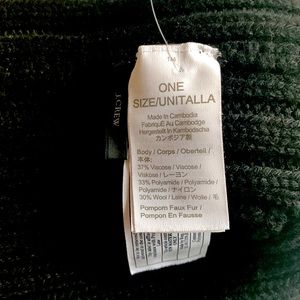 J.CREW
ONE
SIZE/UNITALLA
Made In Cambodia
Fabriqué Au Cambodge
Hergestellt In Kambodscha
カンボジア製
Body / Corps / Oberteil /
本体:
37% Viscose / Viscose /
Viskose / レーヨン
33% Polyamide / Polyamide
/ Polyamid / ナイロン
30% Wool / Laine / Wolle / 毛
Pompom Faux Fur /
Pompon En Fausse